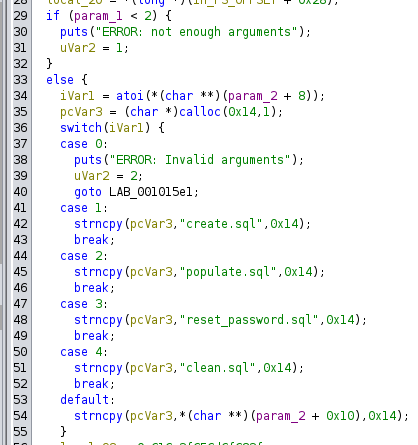 28 local_20 = *(long *)(in_FS_OFFSET + 0x28);
29 if (param_1 < 2) {
30 puts("ERROR: not enough arguments");
31 uVar2 = 1;
32 }
33 else {
34 iVar1 = atoi(*(char **)(param_2 + 8));
35 pcVar3 = (char *)calloc(0x14,1);
36 switch(iVar1) {
37 case 0:
38 puts("ERROR: Invalid arguments");
39 uVar2 = 2;
40 goto LAB_001015e1;
41 case 1:
42 strncpy(pcVar3,"create.sql",0x14);
43 break;
44 case 2:
45 strncpy(pcVar3,"populate.sql",0x14);
46 break;
47 case 3:
48 strncpy(pcVar3,"reset_password.sql",0x14);
49 break;
50 case 4:
51 strncpy(pcVar3,"clean.sql",0x14);
52 break;
53 default:
54 strncpy(pcVar3,*(char **)(param_2 + 0x10),0x14);
55 }